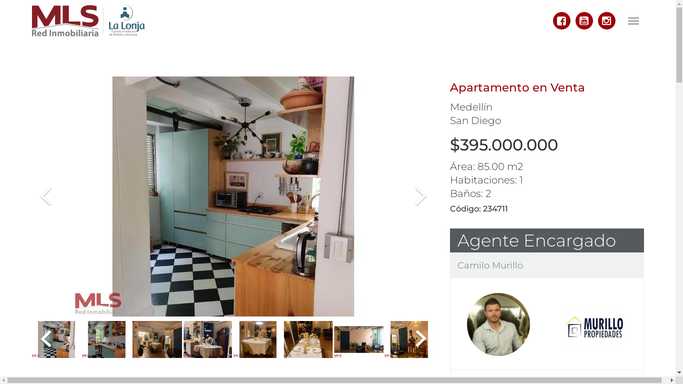 MLS
Red Inmobiliaria
La Lonja
Apartamento en Venta
Medellín
San Diego
$395.000.000
Área: 85.00 m2
Habitaciones: 1
Baños: 2
Código: 234711
Agente Encargado
Camilo Murillo
MURILLO
PROPIEDADES
MLS
Red Inmobiliaria